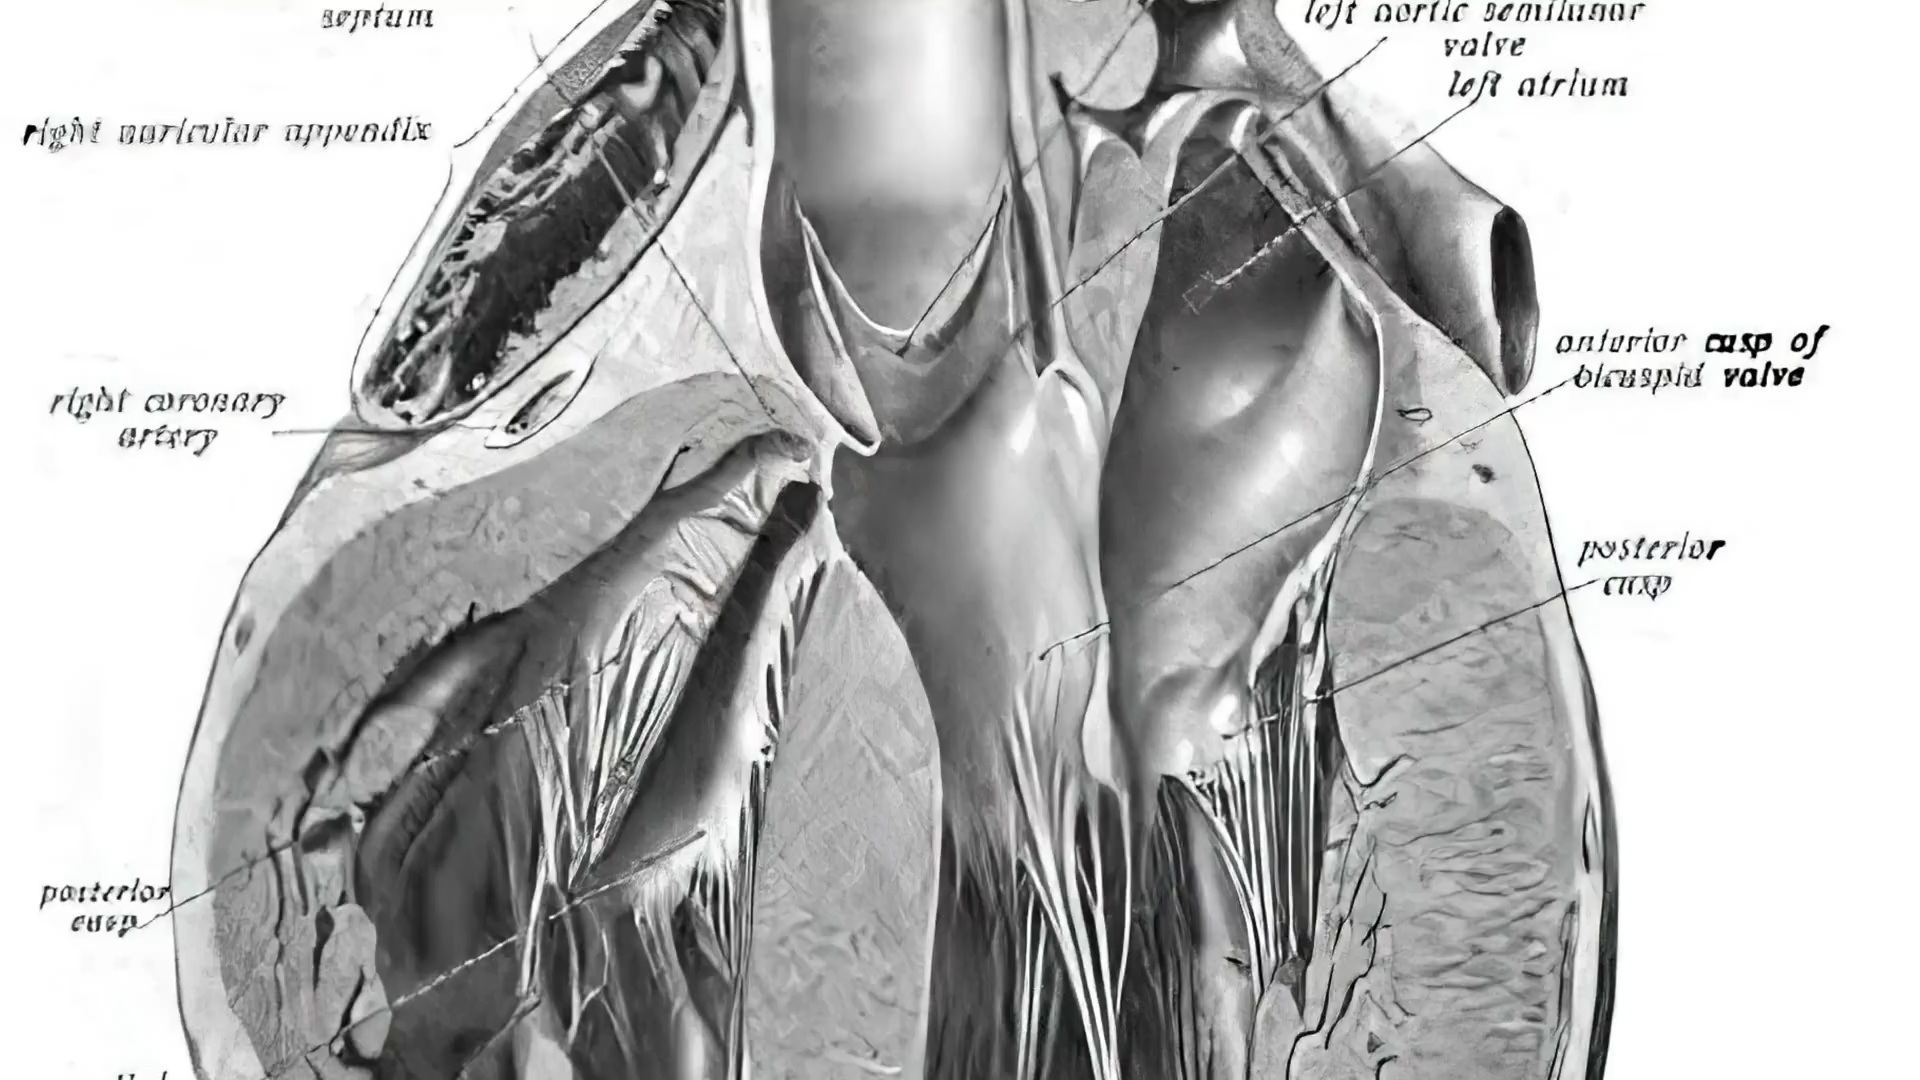 septum
right auricular appendix
right coronary
artery
posterior
cusp
left aortic semilunar
valve
left atrium
anterior cusp of
bicuspid valve
posterior
cusp